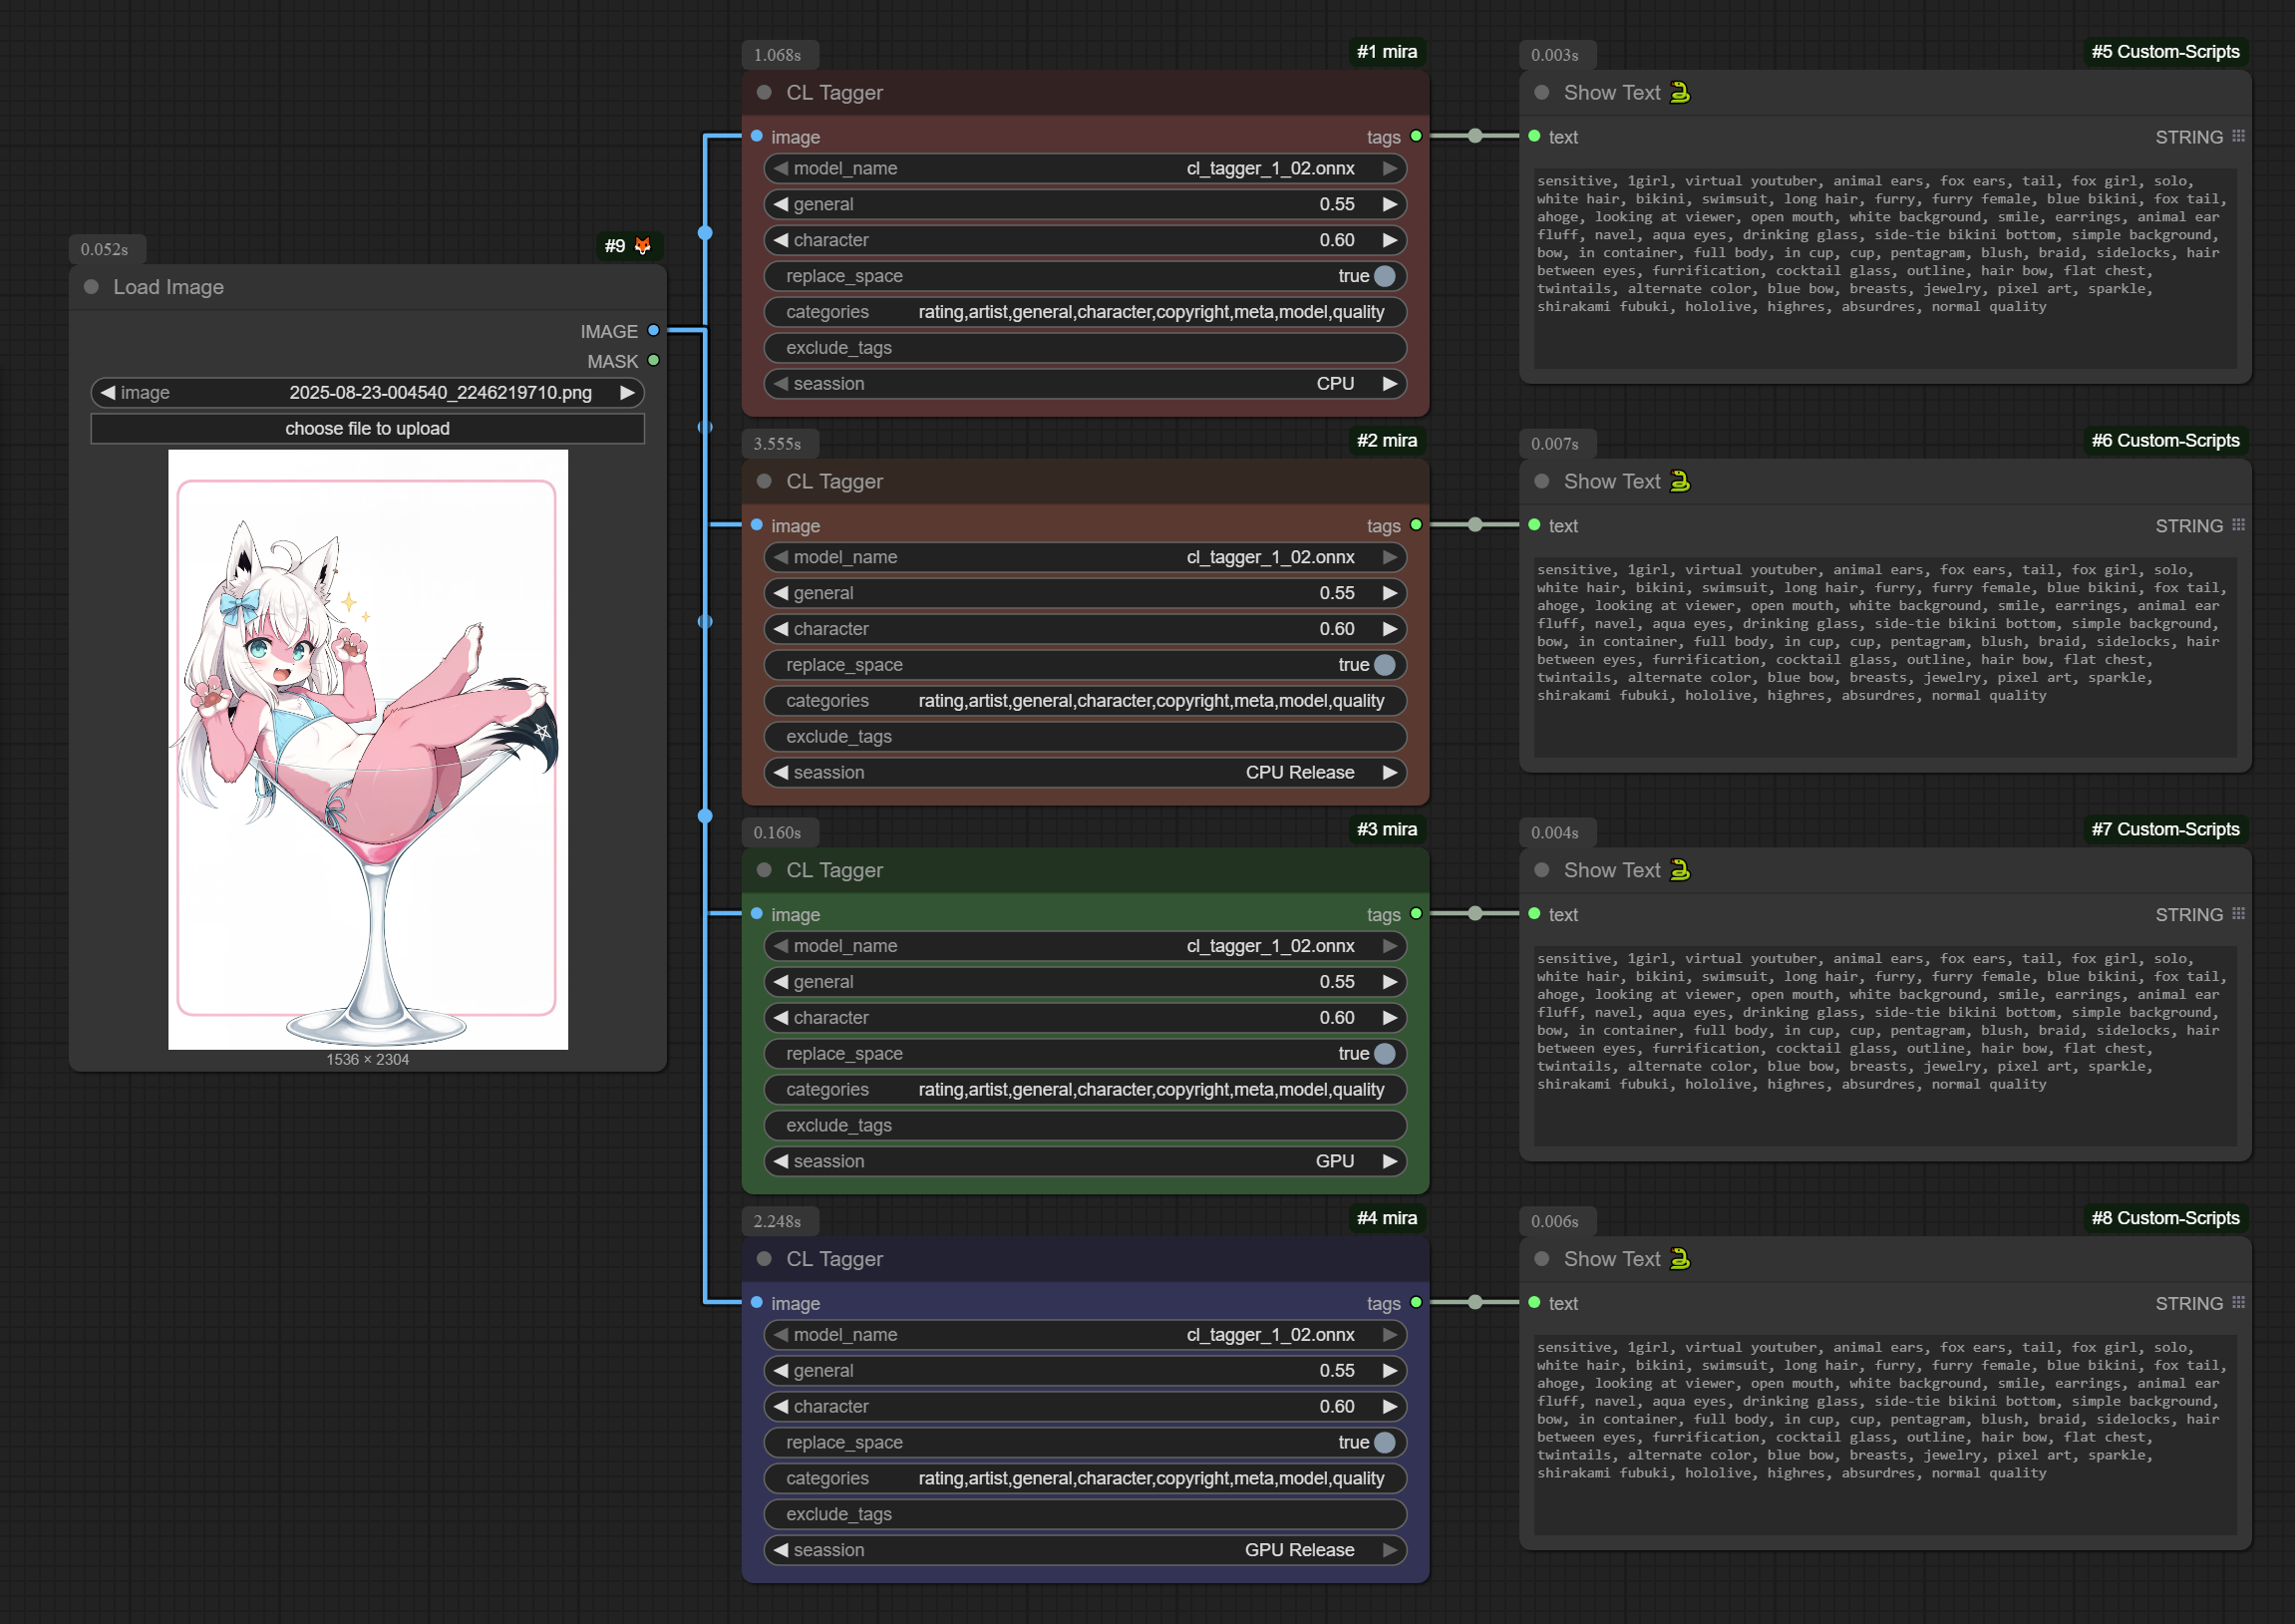 0.052s
#9 🦊
Load Image
IMAGE
MASK
image 2025-08-23-004540_2246219710.png
choose file to upload
1536 × 2304
1.068s
#1 mira
CL Tagger
image tags
model_name cl_tagger_1_02.onnx
general 0.55
character 0.60
replace_space true
categories rating,artist,general,character,copyright,meta,model,quality
exclude_tags
seassion CPU
0.003s
#5 Custom-Scripts
Show Text 🐍
text STRING
sensitive, 1girl, virtual youtuber, animal ears, fox ears, tail, fox girl, solo,
white hair, bikini, swimsuit, long hair, furry, furry female, blue bikini, fox tail,
ahoge, looking at viewer, open mouth, white background, smile, earrings, animal ear
fluff, navel, aqua eyes, drinking glass, side-tie bikini bottom, simple background,
bow, in container, full body, in cup, cup, pentagram, blush, braid, sidelocks, hair
between eyes, furrification, cocktail glass, outline, hair bow, flat chest,
twintails, alternate color, blue bow, breasts, jewelry, pixel art, sparkle,
shirakami fubuki, hololive, highres, absurdres, normal quality
3.555s
#2 mira
CL Tagger
image tags
model_name cl_tagger_1_02.onnx
general 0.55
character 0.60
replace_space true
categories rating,artist,general,character,copyright,meta,model,quality
exclude_tags
seassion CPU Release
0.007s
#6 Custom-Scripts
Show Text 🐍
text STRING
sensitive, 1girl, virtual youtuber, animal ears, fox ears, tail, fox girl, solo,
white hair, bikini, swimsuit, long hair, furry, furry female, blue bikini, fox tail,
ahoge, looking at viewer, open mouth, white background, smile, earrings, animal ear
fluff, navel, aqua eyes, drinking glass, side-tie bikini bottom, simple background,
bow, in container, full body, in cup, cup, pentagram, blush, braid, sidelocks, hair
between eyes, furrification, cocktail glass, outline, hair bow, flat chest,
twintails, alternate color, blue bow, breasts, jewelry, pixel art, sparkle,
shirakami fubuki, hololive, highres, absurdres, normal quality
0.160s
#3 mira
CL Tagger
image tags
model_name cl_tagger_1_02.onnx
general 0.55
character 0.60
replace_space true
categories rating,artist,general,character,copyright,meta,model,quality
exclude_tags
seassion GPU
0.004s
#7 Custom-Scripts
Show Text 🐍
text STRING
sensitive, 1girl, virtual youtuber, animal ears, fox ears, tail, fox girl, solo,
white hair, bikini, swimsuit, long hair, furry, furry female, blue bikini, fox tail,
ahoge, looking at viewer, open mouth, white background, smile, earrings, animal ear
fluff, navel, aqua eyes, drinking glass, side-tie bikini bottom, simple background,
bow, in container, full body, in cup, cup, pentagram, blush, braid, sidelocks, hair
between eyes, furrification, cocktail glass, outline, hair bow, flat chest,
twintails, alternate color, blue bow, breasts, jewelry, pixel art, sparkle,
shirakami fubuki, hololive, highres, absurdres, normal quality
2.248s
#4 mira
CL Tagger
image tags
model_name cl_tagger_1_02.onnx
general 0.55
character 0.60
replace_space true
categories rating,artist,general,character,copyright,meta,model,quality
exclude_tags
seassion GPU Release
0.006s
#8 Custom-Scripts
Show Text 🐍
text STRING
sensitive, 1girl, virtual youtuber, animal ears, fox ears, tail, fox girl, solo,
white hair, bikini, swimsuit, long hair, furry, furry female, blue bikini, fox tail,
ahoge, looking at viewer, open mouth, white background, smile, earrings, animal ear
fluff, navel, aqua eyes, drinking glass, side-tie bikini bottom, simple background,
bow, in container, full body, in cup, cup, pentagram, blush, braid, sidelocks, hair
between eyes, furrification, cocktail glass, outline, hair bow, flat chest,
twintails, alternate color, blue bow, breasts, jewelry, pixel art, sparkle,
shirakami fubuki, hololive, highres, absurdres, normal quality